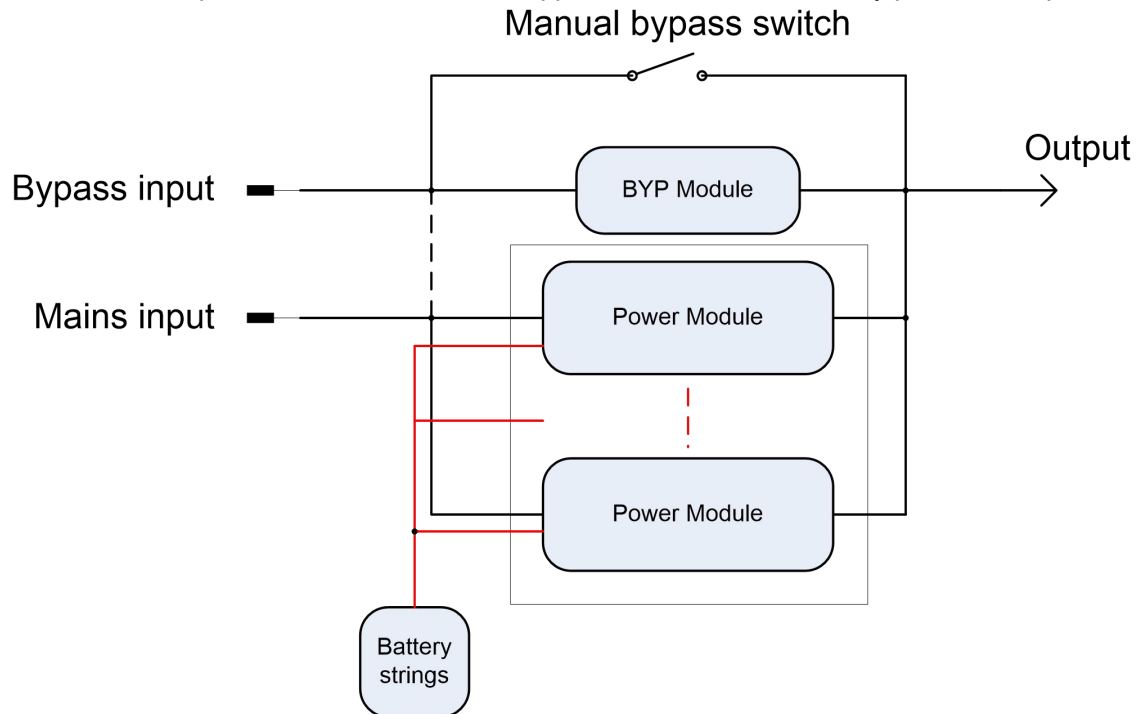 Manual bypass switch
Output
Bypass input
BYP Module
Mains input
Power Module
Power Module
Battery
strings